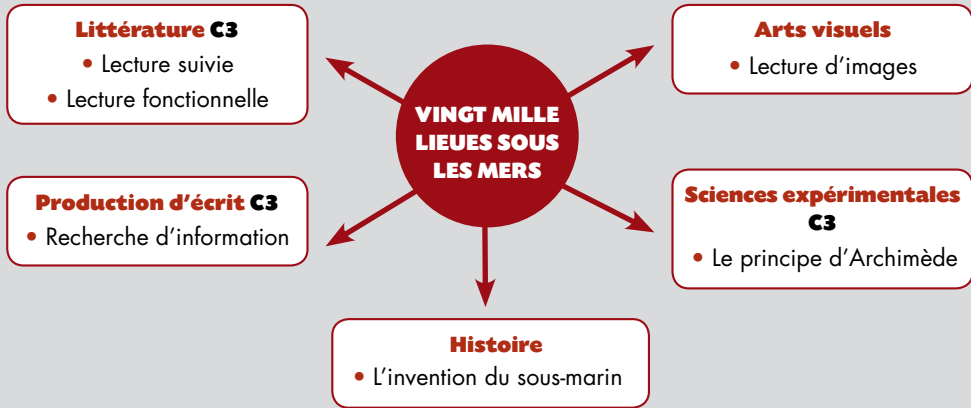 Littérature C3
• Lecture suivie
• Lecture fonctionnelle
Arts visuels
• Lecture d'images
VINGT MILLE
LIEUES SOUS
LES MERS
Production d'écrit C3
• Recherche d'information
Sciences expérimentales
C3
• Le principe d'Archimède
Histoire
• L'invention du sous-marin